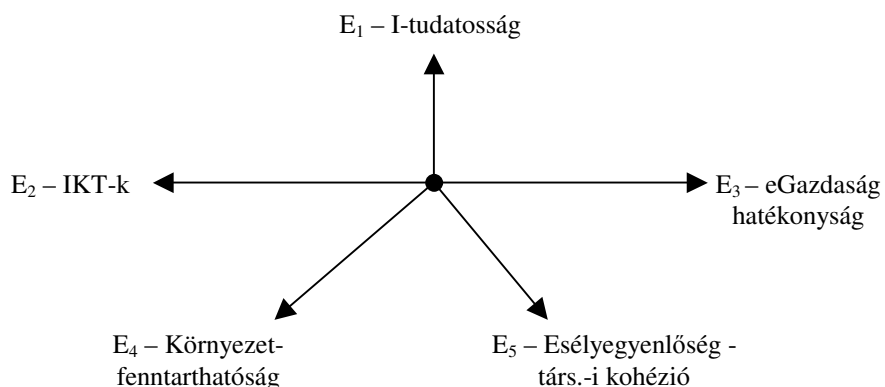 E₁ – I-tudatosság
E₂ – IKT-k
E₃ – eGazdaság
hatékonyság
E₄ – Környezet-
fenntarthatóság
E₅ – Esélyegyenlőség -
társ.-i kohézió